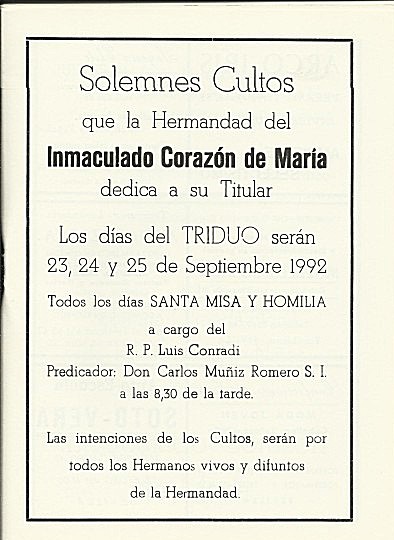 Solemnes Cultos
que la Hermandad del
Inmaculado Corazón de María
dedica a su Titular
Los días del TRIDUO serán
23, 24 y 25 de Septiembre 1992
Todos los días SANTA MISA Y HOMILIA
a cargo del
R. P. Luis Conradi
Predicador: Don Carlos Muñiz Romero S. I.
a las 8,30 de la tarde.
Las intenciones de los Cultos, serán por
todos los Hermanos vivos y difuntos
de la Hermandad.